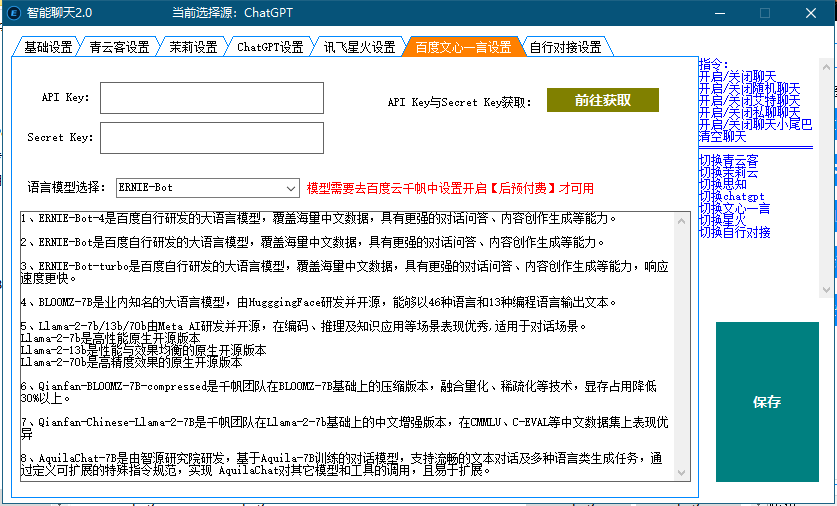 智能聊天2.0 当前选择源：ChatGPT
基础设置 青云客设置 茉莉设置 ChatGPT设置 讯飞星火设置 百度文心一言设置 自行对接设置
API Key:
API Key与Secret Key获取: 前往获取
Secret Key:
语言模型选择: ERNIE-Bot 模型需要去百度云千帆中设置开启【后预付费】才可用
1、ERNIE-Bot-4是百度自行研发的大语言模型，覆盖海量中文数据，具有更强的对话问答、内容创作生成等能力。
2、ERNIE-Bot是百度自行研发的大语言模型，覆盖海量中文数据，具有更强的对话问答、内容创作生成等能力。
3、ERNIE-Bot-turbo是百度自行研发的大语言模型，覆盖海量中文数据，具有更强的对话问答、内容创作生成等能力，响应
速度更快。
4、BLOOMZ-7B是业内知名的大语言模型，由HugggingFace研发并开源，能够以46种语言和13种编程语言输出文本。
5、Llama-2-7b/13b/70b由Meta AI研发并开源，在编码、推理及知识应用等场景表现优秀,适用于对话场景。
Llama-2-7b是高性能原生开源版本
Llama-2-13b是性能与效果均衡的原生开源版本
Llama-2-70b是高精度效果的原生开源版本
6、Qianfan-BLOOMZ-7B-compressed是千帆团队在BLOOMZ-7B基础上的压缩版本，融合量化、稀疏化等技术，显存占用降低
30%以上。
7、Qianfan-Chinese-Llama-2-7B是千帆团队在Llama-2-7b基础上的中文增强版本，在CMMLU、C-EVAL等中文数据集上表现优
异
8、AquilaChat-7B是由智源研究院研发，基于Aquila-7B训练的对话模型，支持流畅的文本对话及多种语言类生成任务，通
过定义可扩展的特殊指令规范，实现 AquilaChat对其它模型和工具的调用，且易于扩展。
指令:
开启/关闭聊天
开启/关闭随机聊天
开启/关闭艾特聊天
开启/关闭私聊聊天
开启/关闭聊天小尾巴
清空聊天
切换青云客
切换茉莉云
切换思知
切换chatgpt
切换文心一言
切换星火
切换自行对接
保存